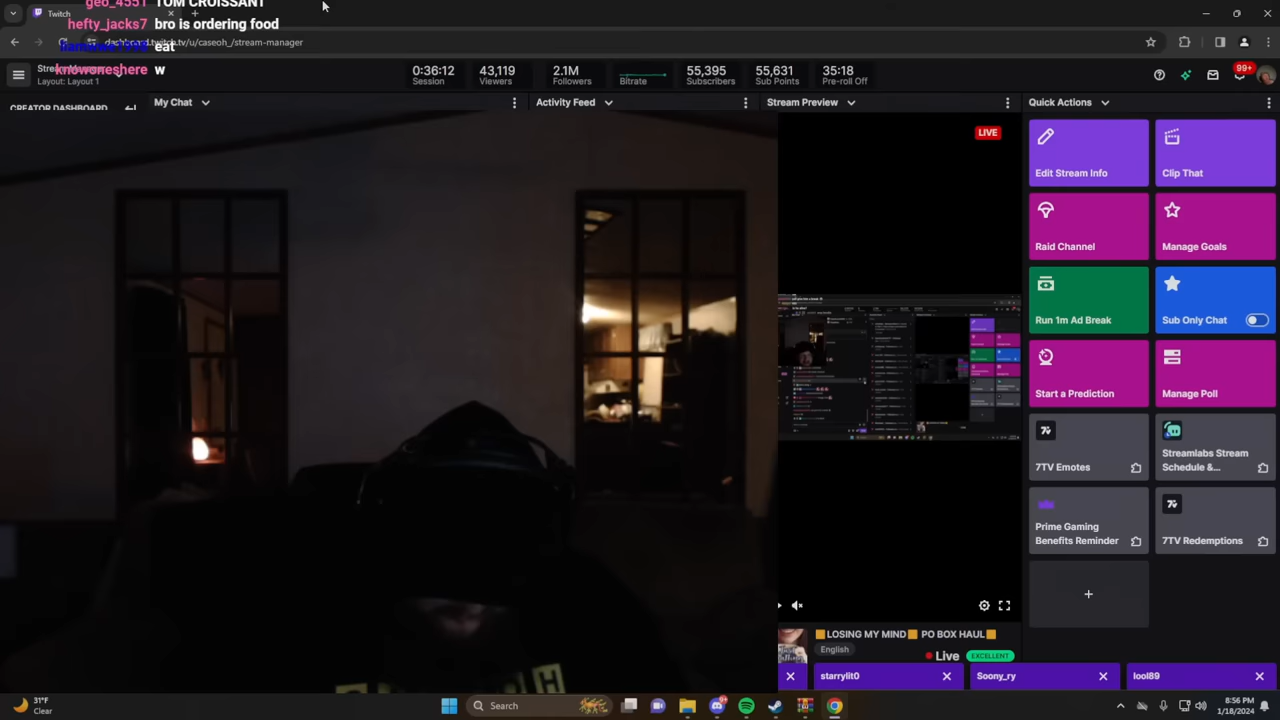 geo_4551 TOM CROISSANT
Twitch
hefty_jacks7 bro is ordering food
dashboard.twitch.tv/u/caseoh_/stream-manager
eat
knowoneshere w
Layout: Layout 1
0:36:12
Session
43,119
Viewers
2.1M
Followers
Bitrate
55,395
Subscribers
55,631
Sub Points
35:18
Pre-roll Off
99+
CREATOR DASHBOARD
My Chat
Activity Feed
Stream Preview
Quick Actions
LIVE
Edit Stream Info
Clip That
Raid Channel
Manage Goals
Run 1m Ad Break
Sub Only Chat
Start a Prediction
Manage Poll
7TV Emotes
Streamlabs Stream
Schedule &...
Prime Gaming
Benefits Reminder
7TV Redemptions
LOSING MY MIND PO BOX HAUL
English
Live
EXCELLENT
starrylit0
Soony_ry
lool89
31°F
Clear
Search
8:56 PM
1/18/2024